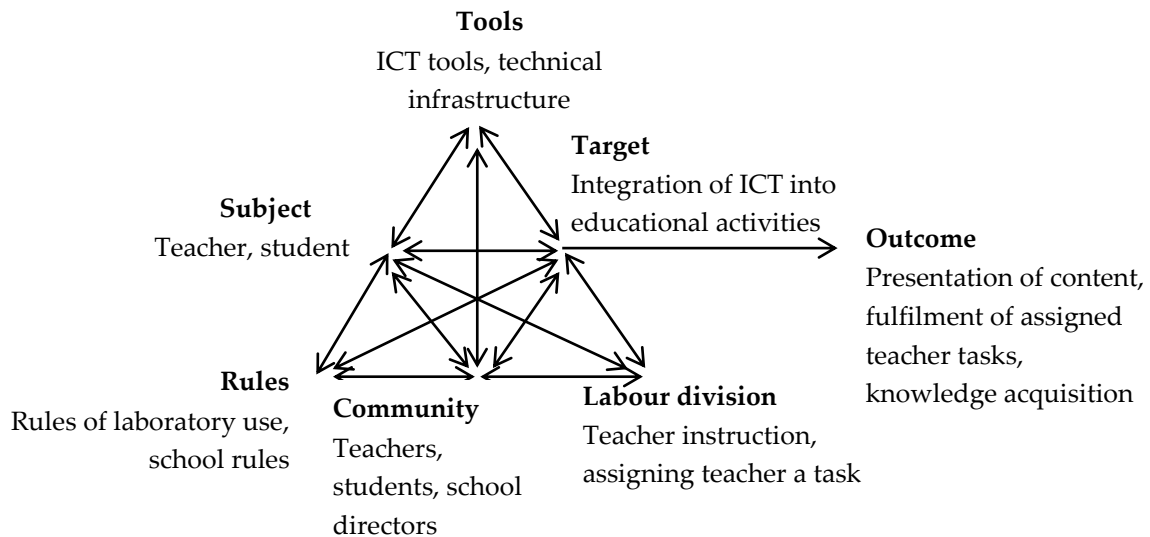 Tools
ICT tools, technical
infrastructure
Target
Integration of ICT into
educational activities
Subject
Teacher, student
Outcome
Presentation of content,
fulfilment of assigned
teacher tasks,
knowledge acquisition
Rules
Rules of laboratory use,
school rules
Community
Teachers,
students, school
directors
Labour division
Teacher instruction,
assigning teacher a task